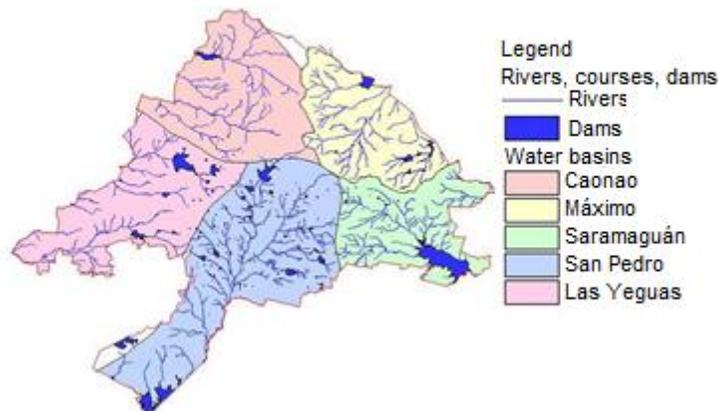 Legend
Rivers, courses, dams
Rivers
Dams
Water basins
Caonao
Máximo
Saramaguán
San Pedro
Las Yeguas